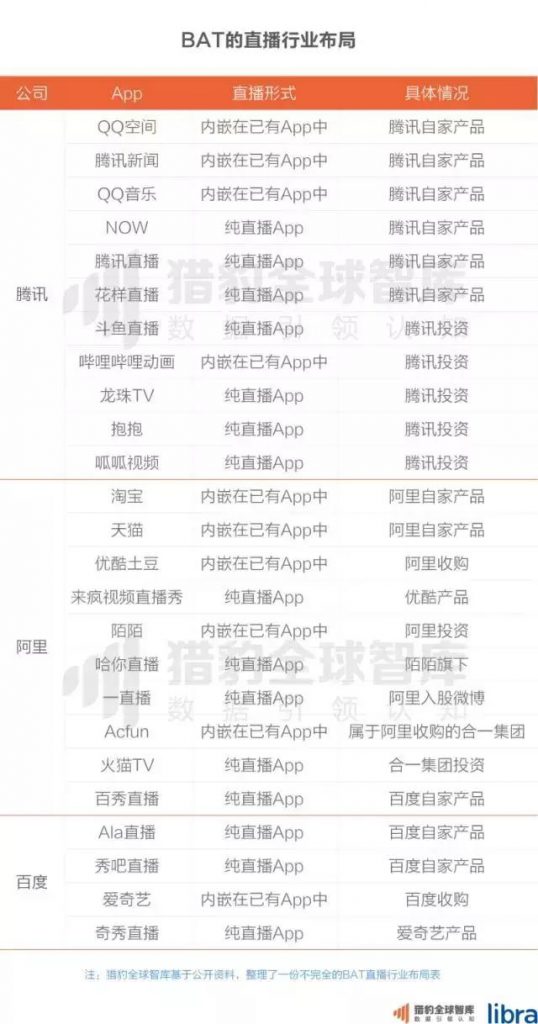 BAT的直播行业布局
公司 App 直播形式 具体情况
QQ空间 内嵌在已有App中 腾讯自家产品
腾讯新闻 内嵌在已有App中 腾讯自家产品
QQ音乐 内嵌在已有App中 腾讯自家产品
NOW 纯直播App 腾讯自家产品
腾讯直播 纯直播App 腾讯自家产品
腾讯 花样直播 纯直播App 腾讯自家产品
斗鱼直播 纯直播App 腾讯投资
哔哩哔哩动画 内嵌在已有App中 腾讯投资
龙珠TV 纯直播App 腾讯投资
抱抱 纯直播App 腾讯投资
呱呱视频 纯直播App 腾讯投资
猎豹全球智库
数据引领认知
淘宝 内嵌在已有App中 阿里自家产品
天猫 内嵌在已有App中 阿里自家产品
优酷土豆 内嵌在已有App中 阿里收购
来疯视频直播秀 纯直播App 优酷产品
阿里 陌陌 内嵌在已有App中 阿里投资
哈你直播 纯直播App 陌陌旗下
一直播 纯直播App 阿里入股微博
Acfun 内嵌在已有App中 属于阿里收购的合一集团
火猫TV 纯直播App 合一集团投资
百秀直播 纯直播App 百度自家产品
猎豹全球智库
数据引领认知
Ala直播 纯直播App 百度自家产品
秀吧直播 纯直播App 百度自家产品
百度 爱奇艺 内嵌在已有App中 百度收购
奇秀直播 纯直播App 爱奇艺产品
注：猎豹全球智库基于公开资料，整理了一份不完全的BAT直播行业布局表
猎豹全球智库 libra
数据引领认知